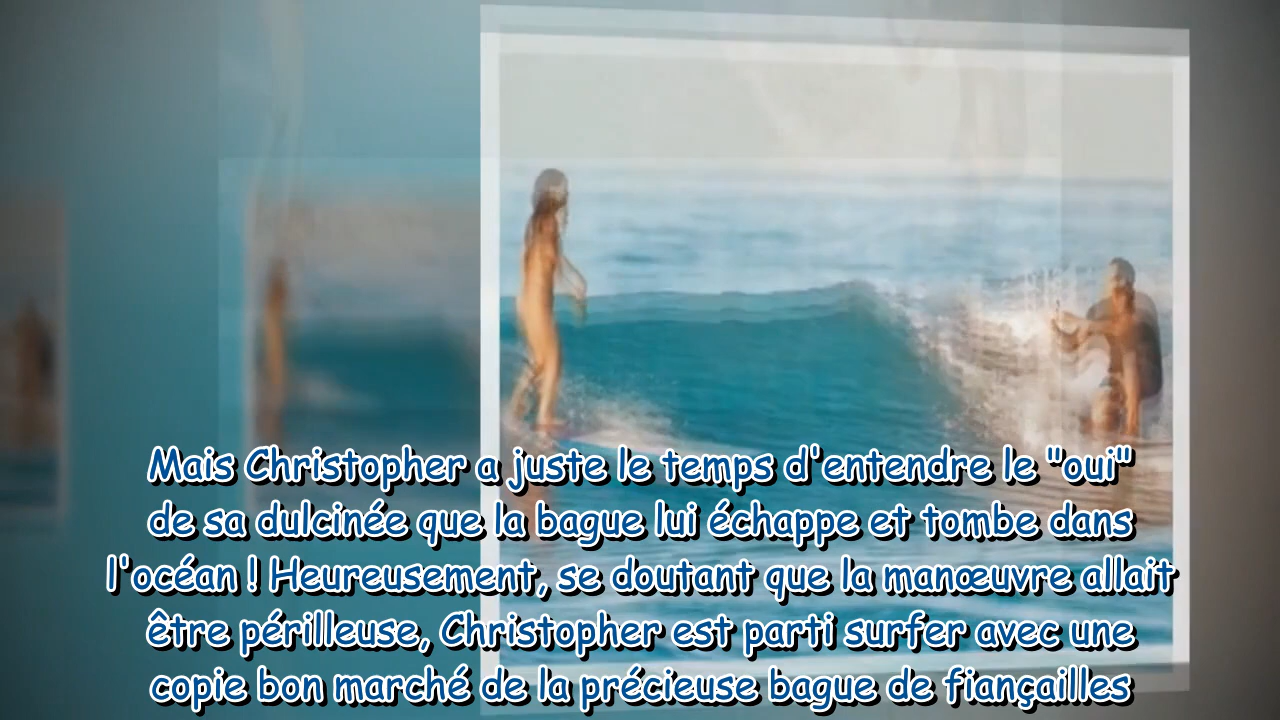 Mais Christopher a juste le temps d'entendre le "oui"
de sa dulcinée que la bague lui échappe et tombe dans
l'océan ! Heureusement, se doutant que la manœuvre allait
être périlleuse, Christopher est parti surfer avec une
copie bon marché de la précieuse bague de fiançailles